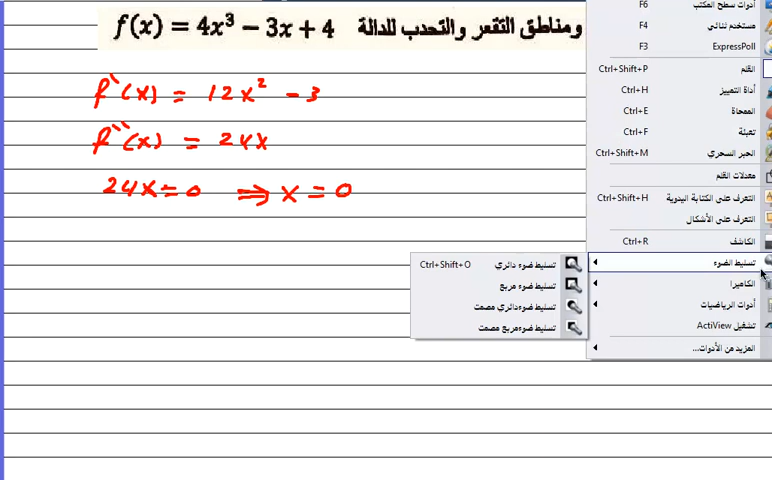 ومناطق التقعر والتحدب للدالة f(x) = 4x³ − 3x + 4
f`(x) = 12x² - 3
f``(x) = 24x
24x = 0 ⇒ x = 0
أدوات سطح المكتب F6
مستخدم ثنائي F4
ExpressPoll F3
القلم Ctrl+Shift+P
أداة التمييز Ctrl+H
الممحاة Ctrl+E
تعبئة Ctrl+F
الحبر السحري Ctrl+Shift+M
معدلات القلم
التعرف على الكتابة اليدوية Ctrl+Shift+H
التعرف على الأشكال
الكاشف Ctrl+R
تسليط الضوء
الكاميرا
أدوات الرياضيات
تشغيل ActiView
المزيد من الأدوات...
تسليط ضوء دائري Ctrl+Shift+O
تسليط ضوء مربع
تسليط ضوء دائري مصمت
تسليط ضوء مربع مصمت